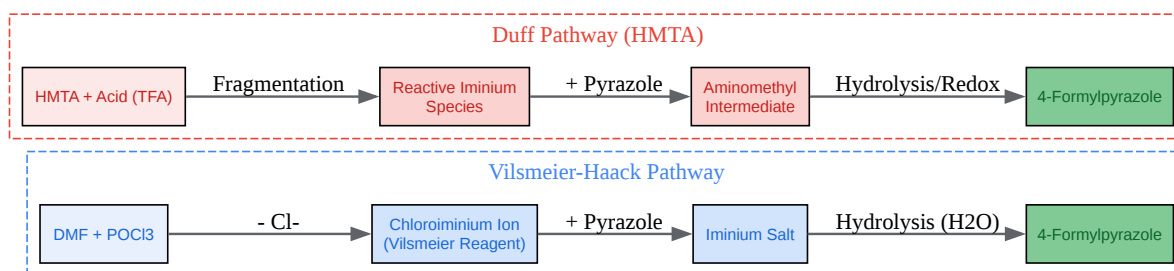 Duff Pathway (HMTA)
HMTA + Acid (TFA)
Fragmentation
Reactive Iminium
Species
+ Pyrazole
Aminomethyl
Intermediate
Hydrolysis/Redox
4-Formylpyrazole
Vilsmeier-Haack Pathway
DMF + POCl3
- Cl-
Chloroiminium Ion
(Vilsmeier Reagent)
+ Pyrazole
Iminium Salt
Hydrolysis (H2O)
4-Formylpyrazole